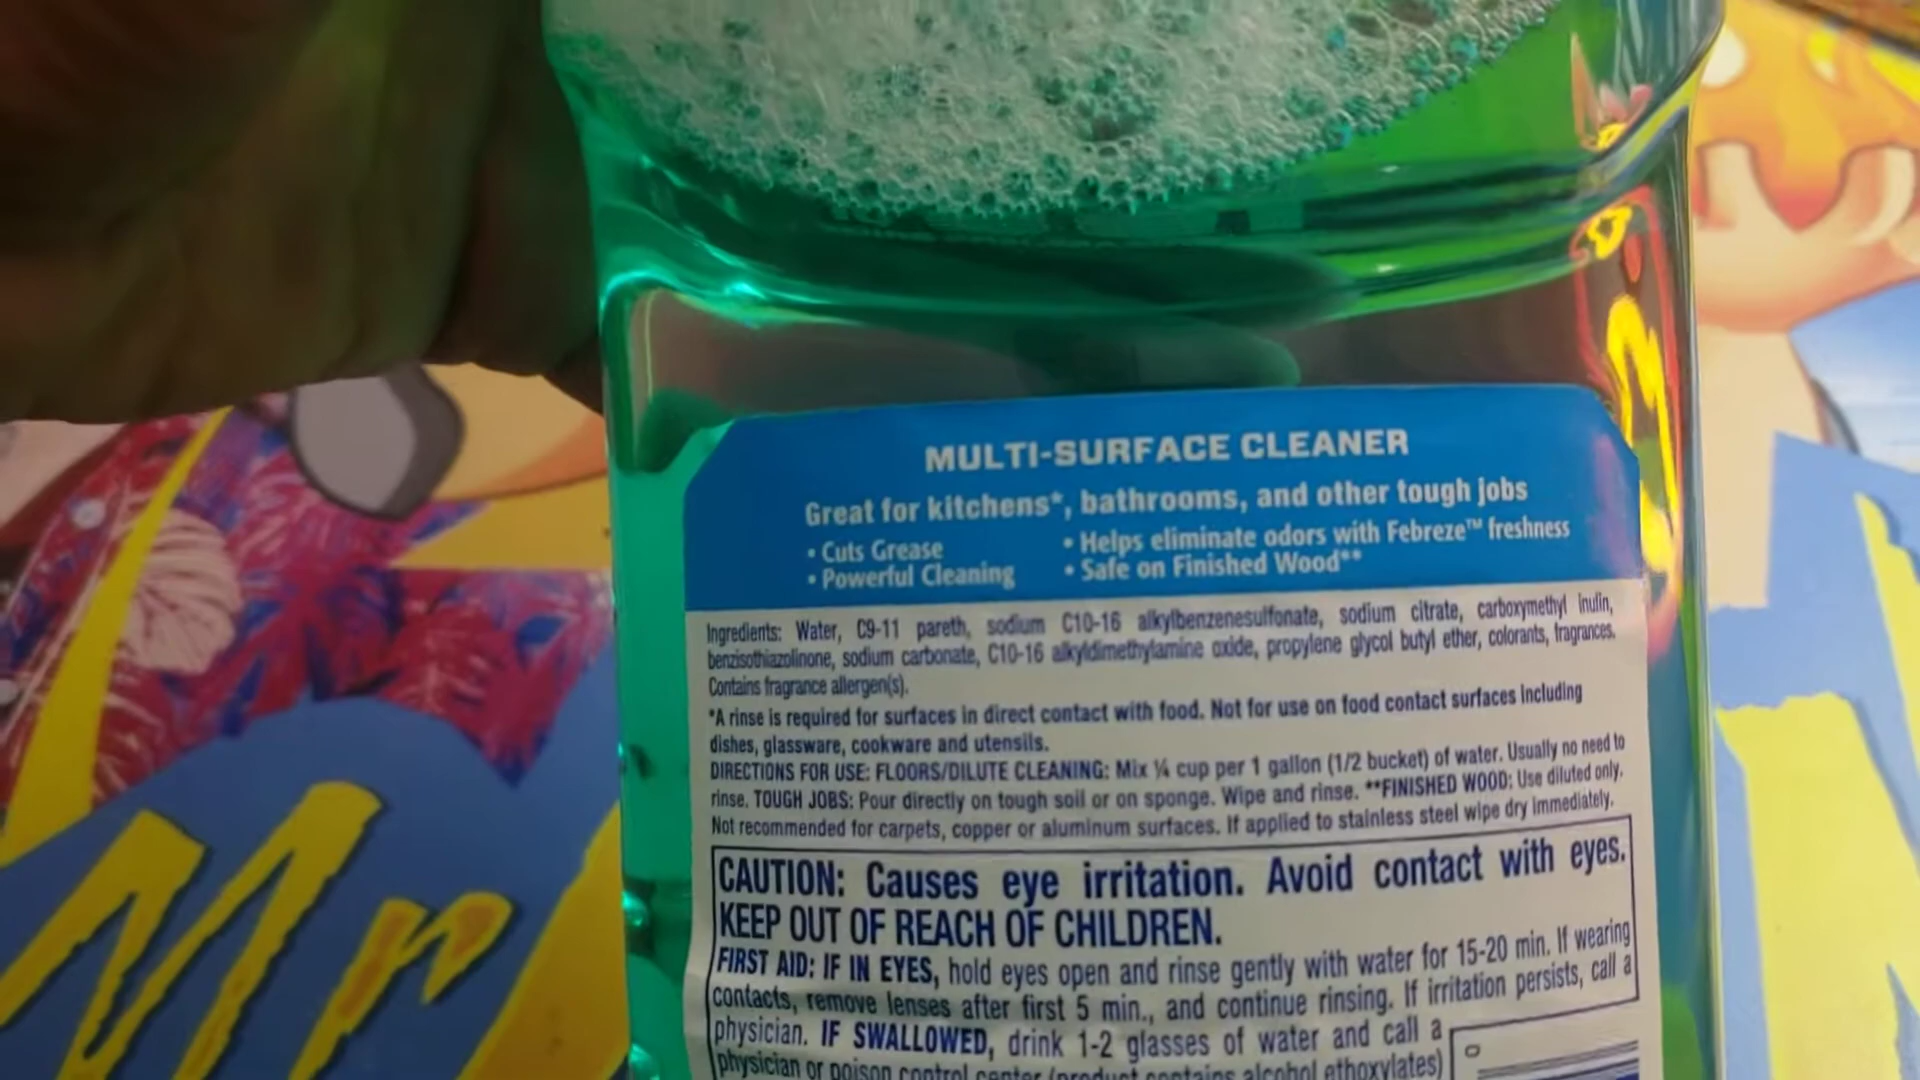 MULTI-SURFACE CLEANER
Great for kitchens*, bathrooms, and other tough jobs
• Cuts Grease
• Powerful Cleaning
• Helps eliminate odors with Febreze™ freshness
• Safe on Finished Wood**
Ingredients: Water, C9-11 pareth, sodium C10-16 alkylbenzenesulfonate, sodium citrate, carboxymethyl inulin,
benzisothiazolinone, sodium carbonate, C10-16 alkyldimethylamine oxide, propylene glycol butyl ether, colorants, fragrances.
Contains fragrance allergen(s).
*A rinse is required for surfaces in direct contact with food. Not for use on food contact surfaces including
dishes, glassware, cookware and utensils.
DIRECTIONS FOR USE: FLOORS/DILUTE CLEANING: Mix ¼ cup per 1 gallon (1/2 bucket) of water. Usually no need to
rinse. TOUGH JOBS: Pour directly on tough soil or on sponge. Wipe and rinse. **FINISHED WOOD: Use diluted only.
Not recommended for carpets, copper or aluminum surfaces. If applied to stainless steel wipe dry immediately.
CAUTION: Causes eye irritation. Avoid contact with eyes.
KEEP OUT OF REACH OF CHILDREN.
FIRST AID: IF IN EYES, hold eyes open and rinse gently with water for 15-20 min. If wearing
contacts, remove lenses after first 5 min., and continue rinsing. If irritation persists, call a
physician. IF SWALLOWED, drink 1-2 glasses of water and call a
physician or poison control center (product contains alcohol ethoxylates)
Mr